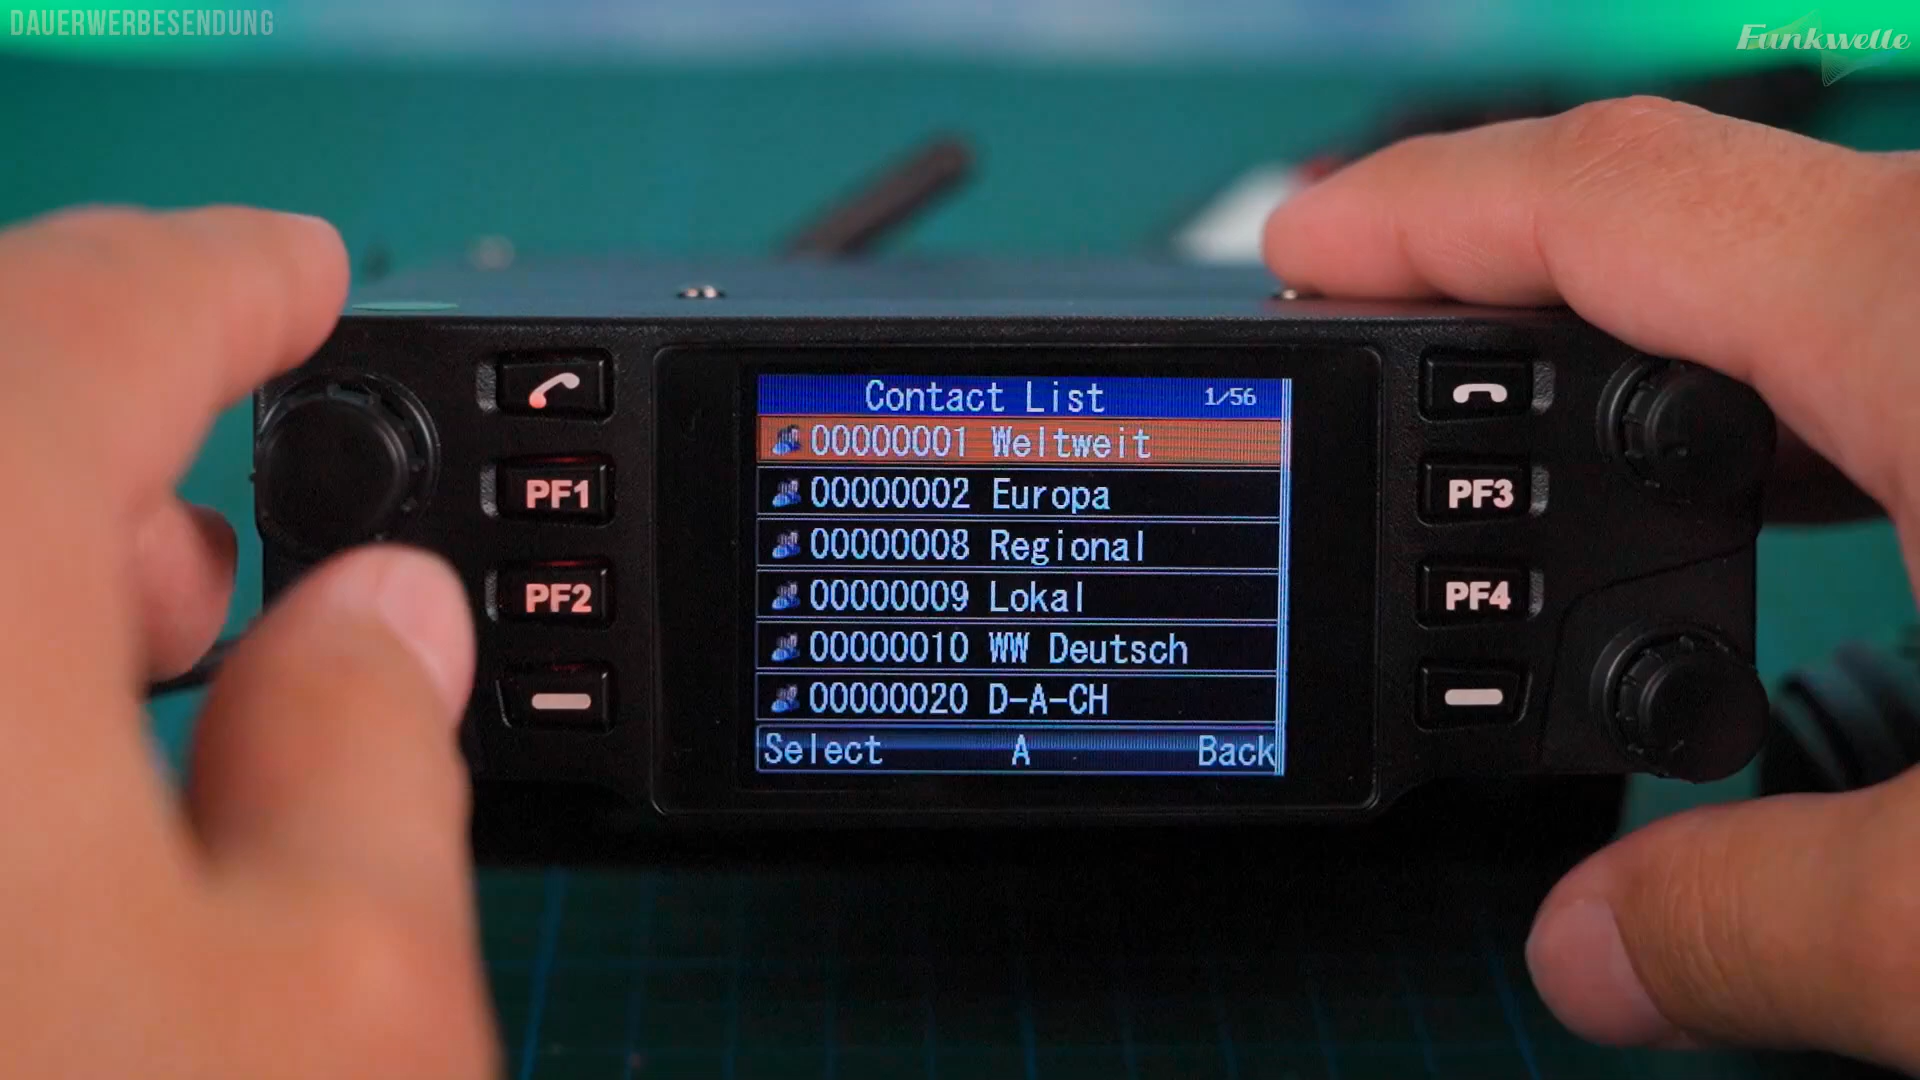 DAUERWERBESENDUNG
Funkwelle
Contact List 1/56
00000001 Weltweit
00000002 Europa
00000008 Regional
00000009 Lokal
00000010 WW Deutsch
00000020 D-A-CH
Select A Back
PF1
PF2
PF3
PF4